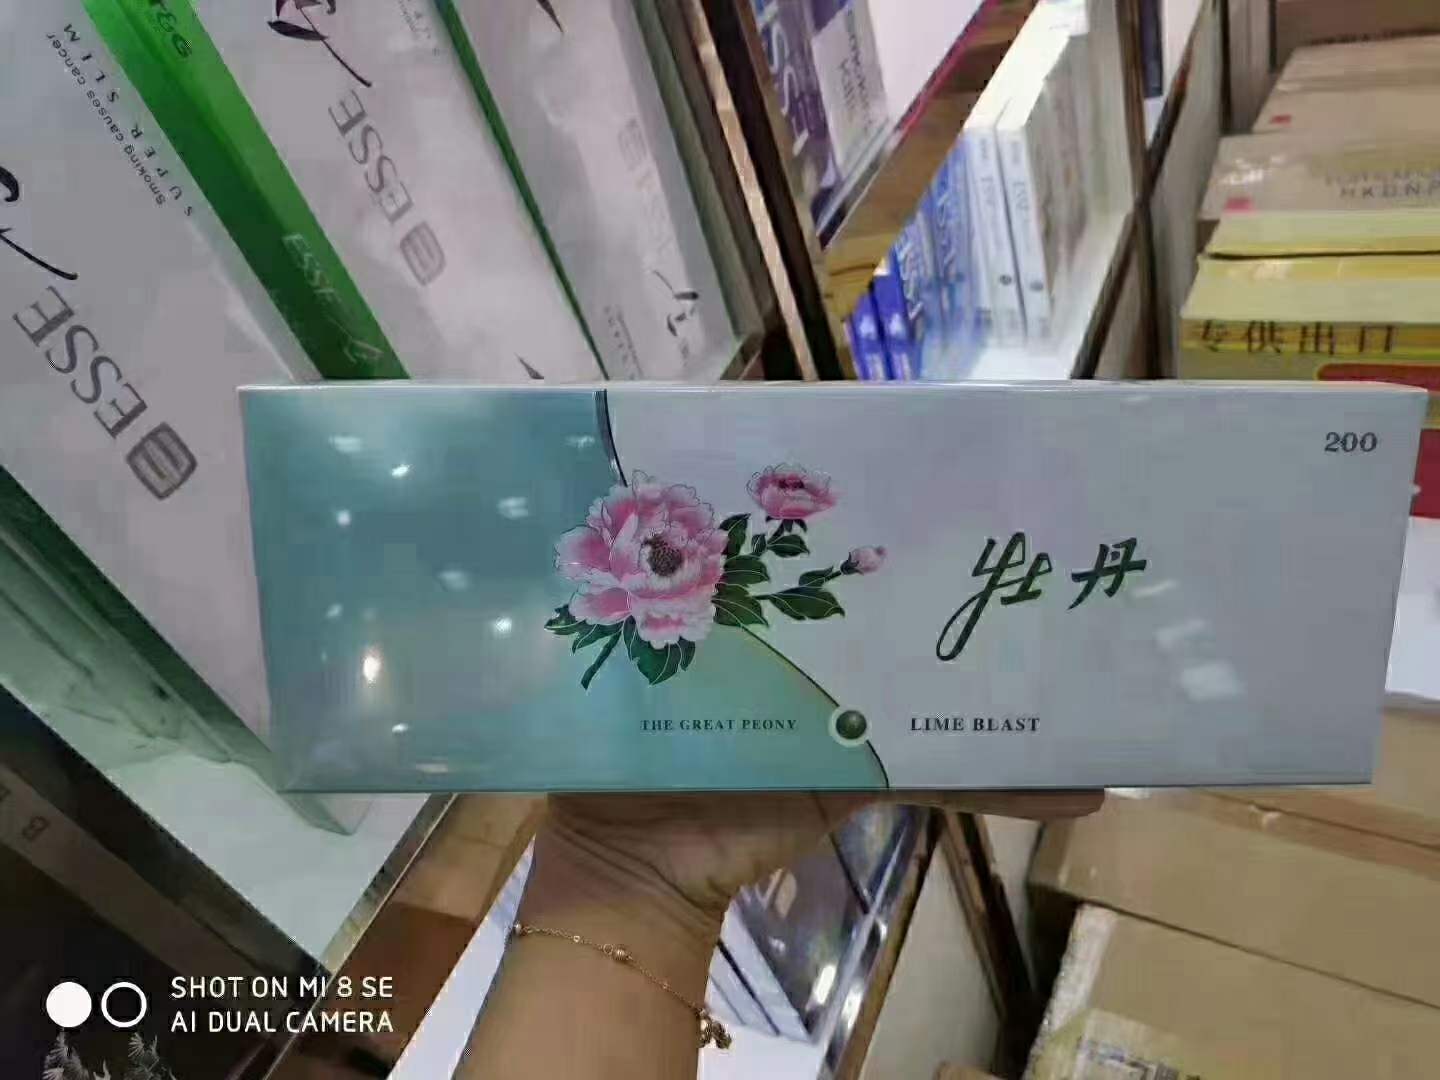 Smoking causes cancer
SUPER SLIM
ESSE
ESSE
ESSE
专供出口
200
牡丹
THE GREAT PEONY
LIME BLAST
SHOT ON MI 8 SE
AI DUAL CAMERA